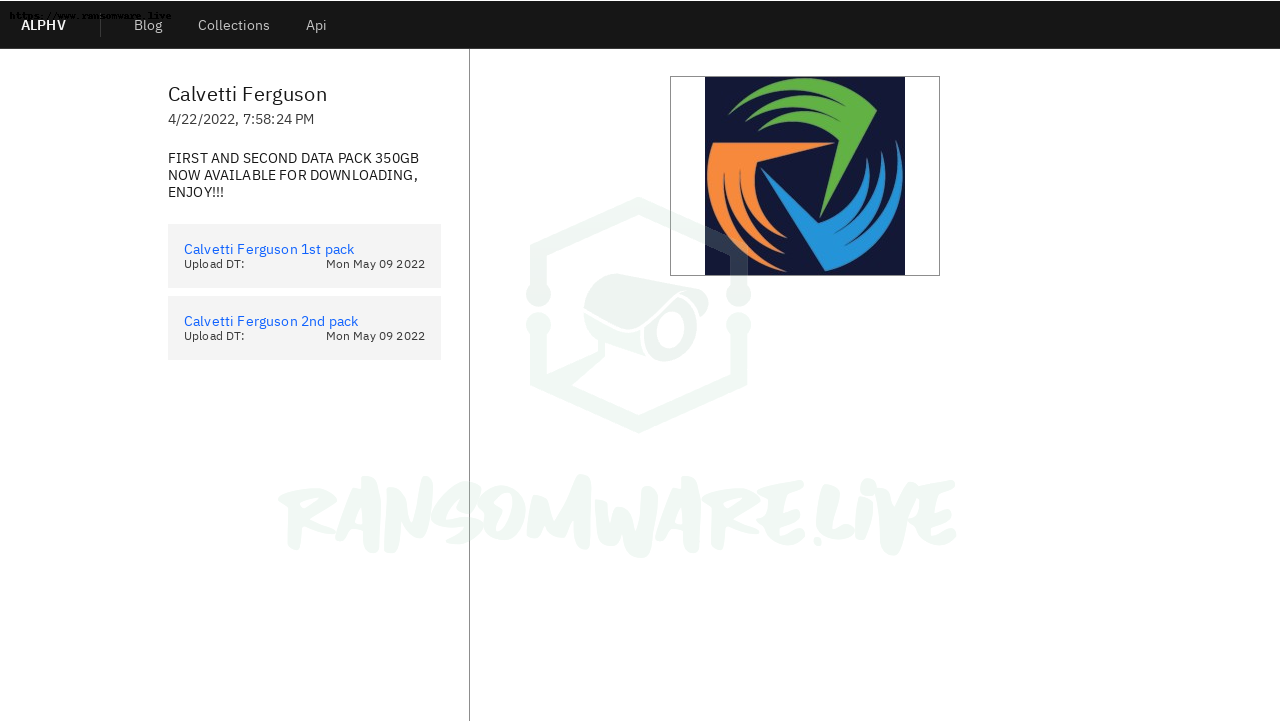 https://www.ransomware.live
ALPHV
Blog
Collections
Api
Calvetti Ferguson
4/22/2022, 7:58:24 PM
FIRST AND SECOND DATA PACK 350GB
NOW AVAILABLE FOR DOWNLOADING,
ENJOY!!!
Calvetti Ferguson 1st pack
Upload DT: Mon May 09 2022
Calvetti Ferguson 2nd pack
Upload DT: Mon May 09 2022
RANSOMWARE.LIVE